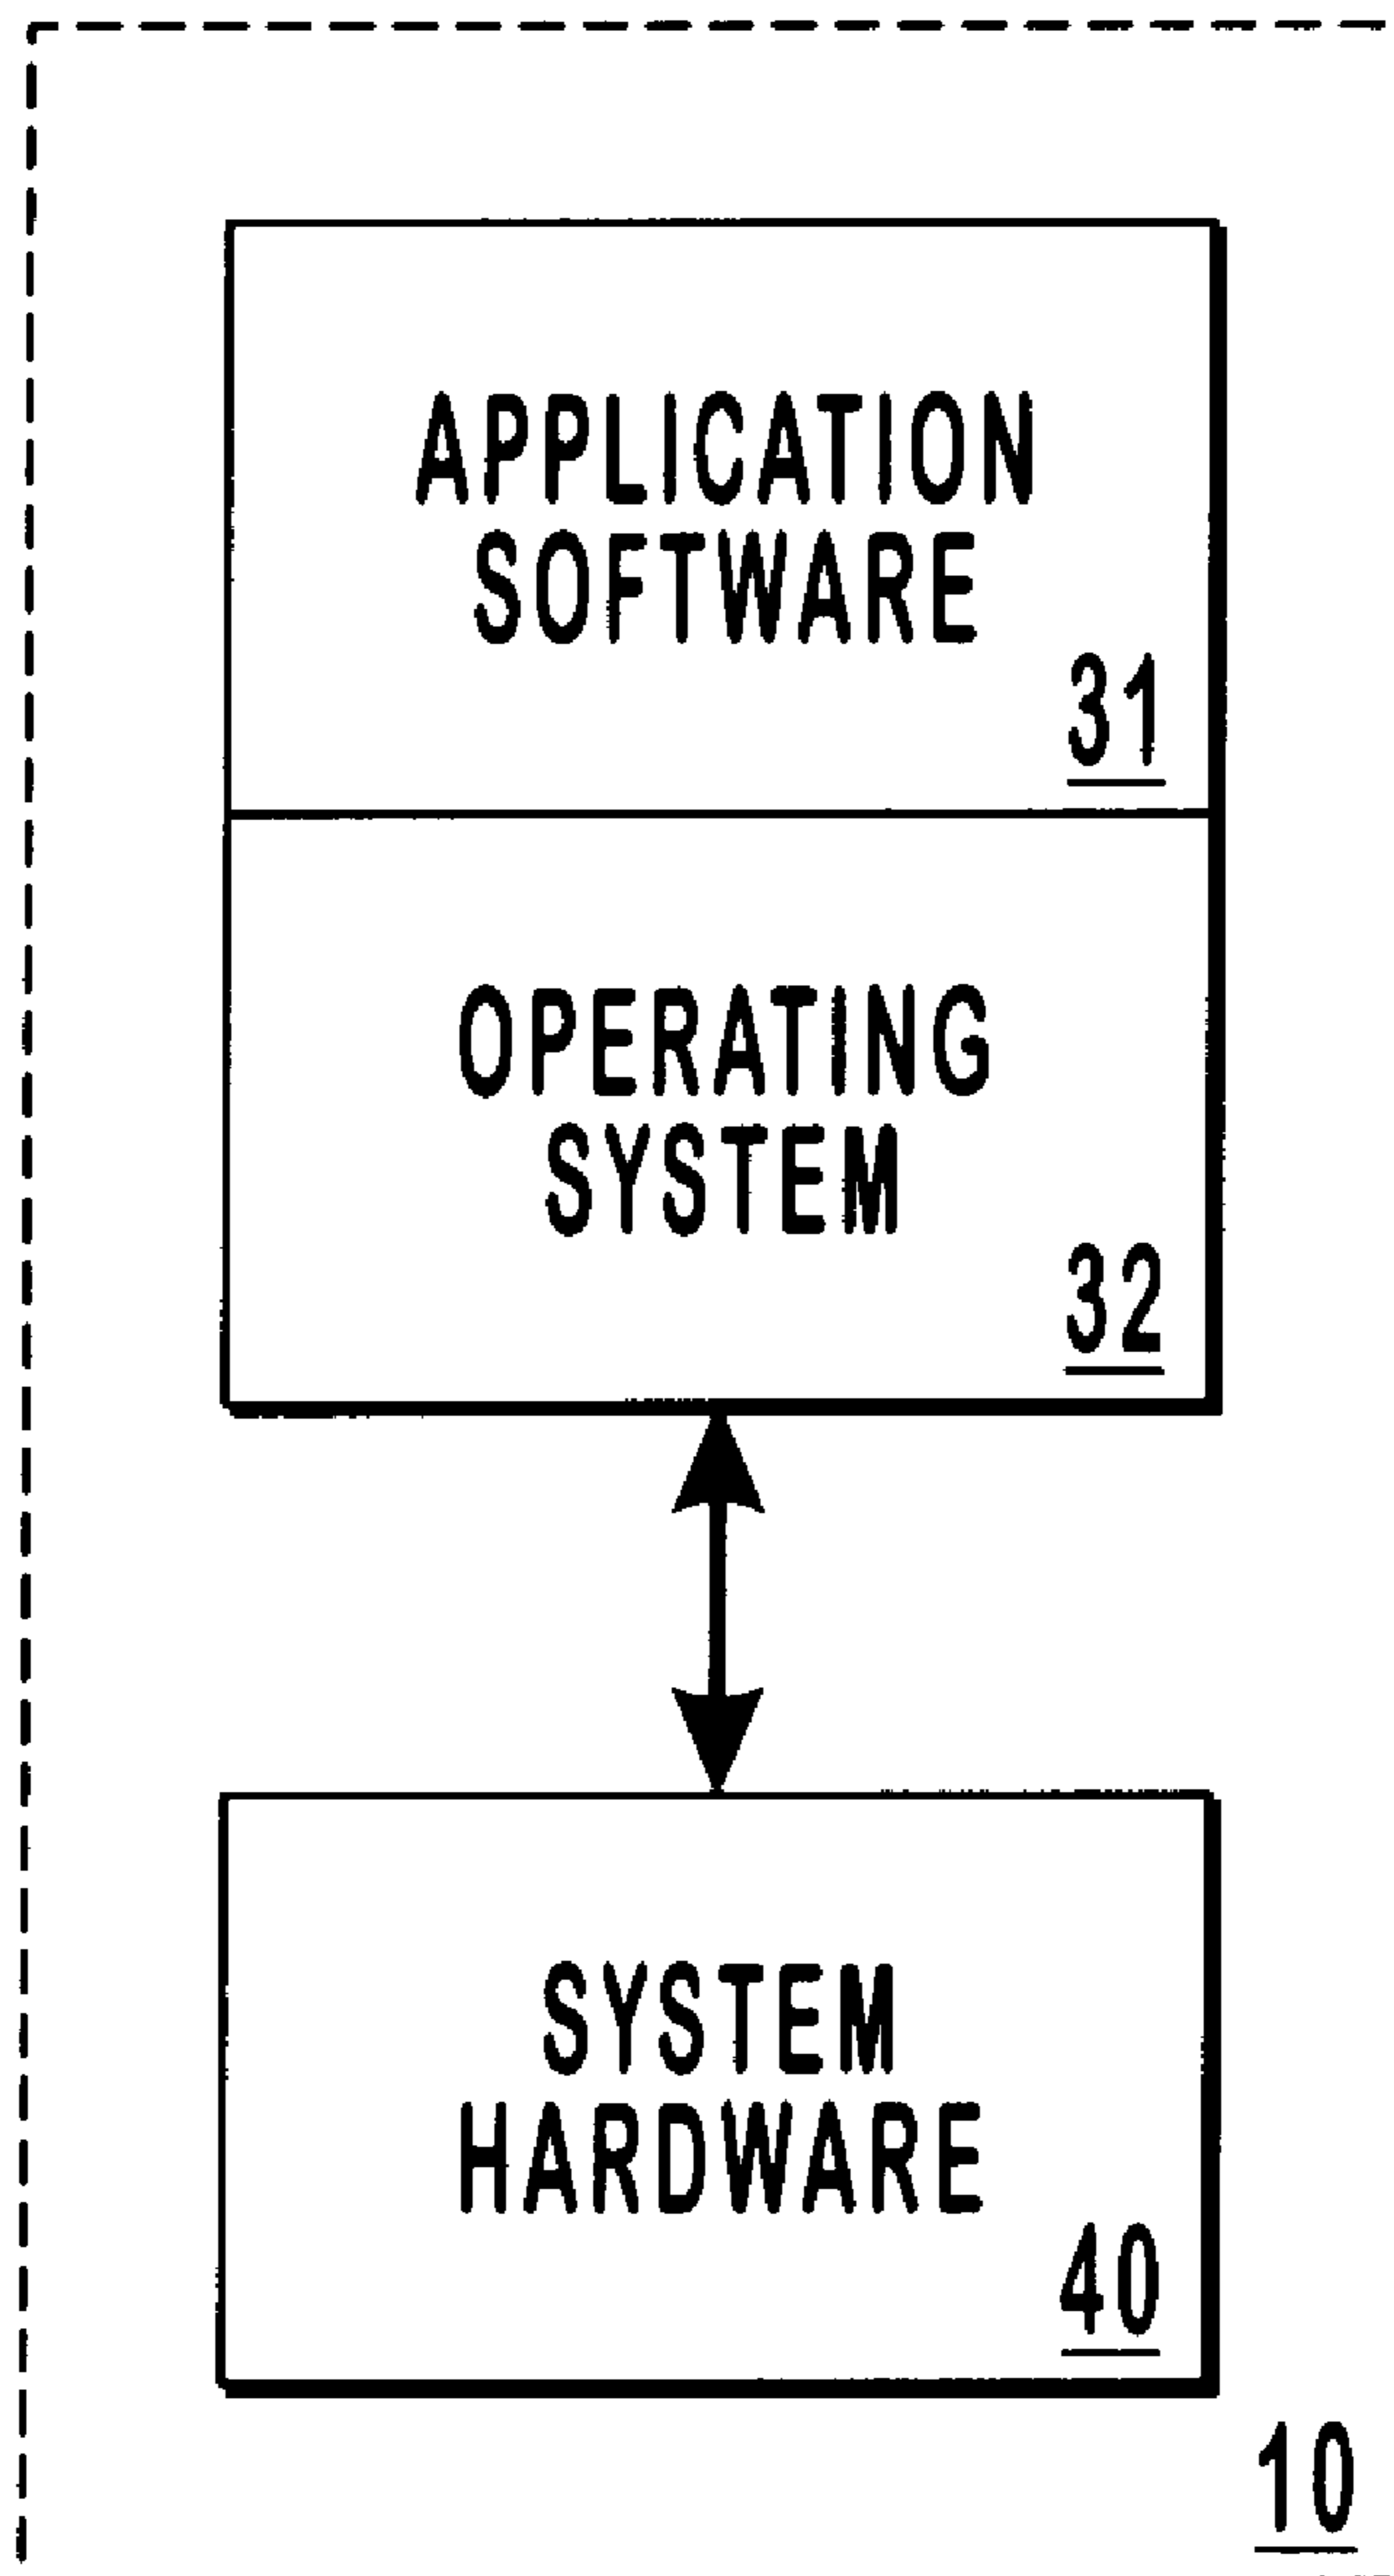 APPLICATION
SOFTWARE
31
OPERATING
SYSTEM
32
SYSTEM
HARDWARE
40
10